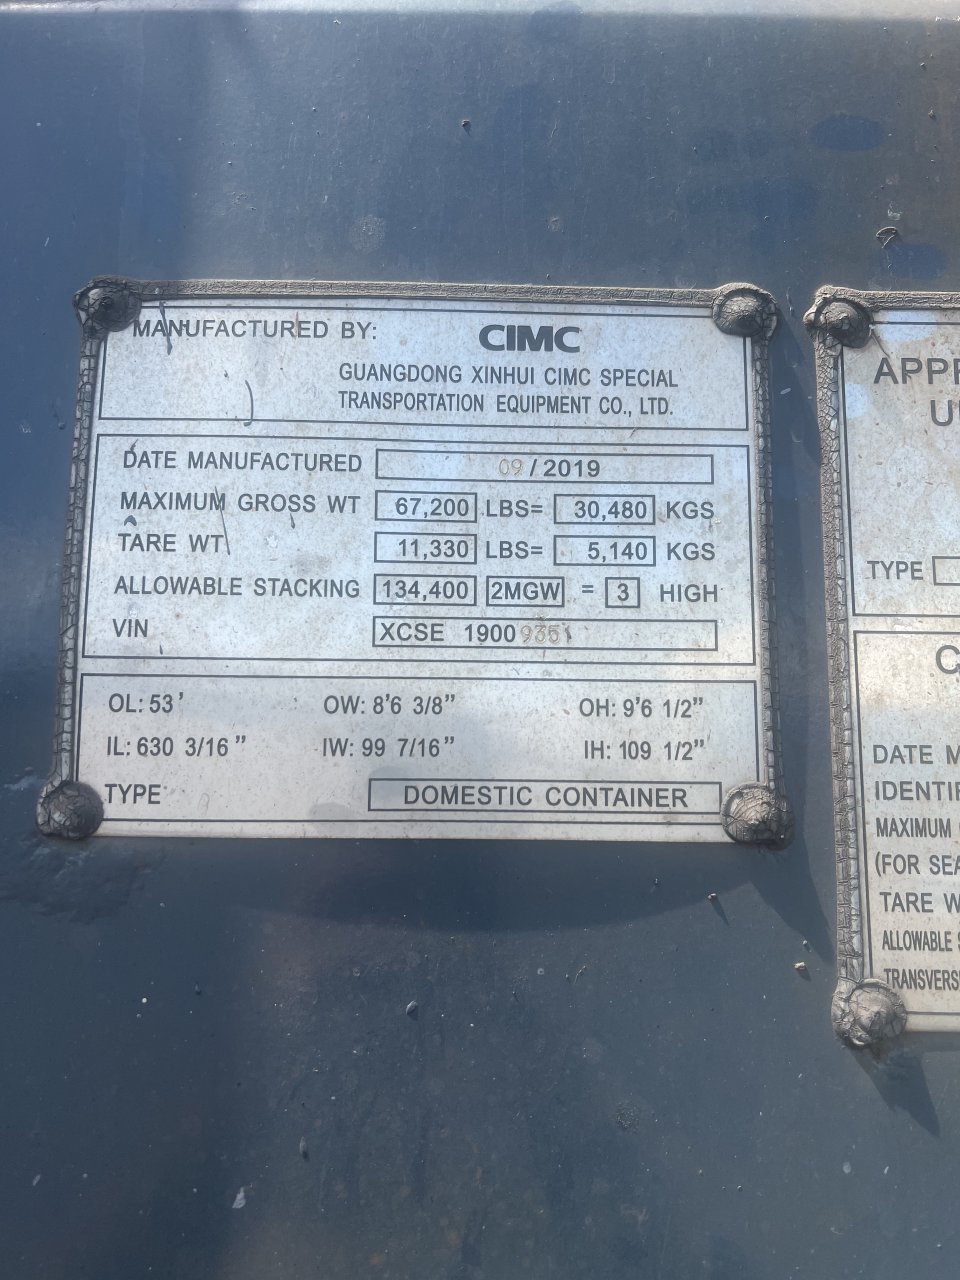 MANUFACTURED BY: CIMC
GUANGDONG XINHUI CIMC SPECIAL
TRANSPORTATION EQUIPMENT CO., LTD.
DATE MANUFACTURED 09/2019
MAXIMUM GROSS WT 67,200 LBS= 30,480 KGS
TARE WT 11,330 LBS= 5,140 KGS
ALLOWABLE STACKING 134,400 2MGW = 3 HIGH
VIN XCSE 1900
OL: 53' OW: 8'6 3/8" OH: 9'6 1/2"
IL: 630 3/16" IW: 99 7/16" IH: 109 1/2"
TYPE DOMESTIC CONTAINER
APPR
U
TYPE
C
DATE M
IDENTIF
MAXIMUM
(FOR SEA
TARE W
ALLOWABLE S
TRANSVERS